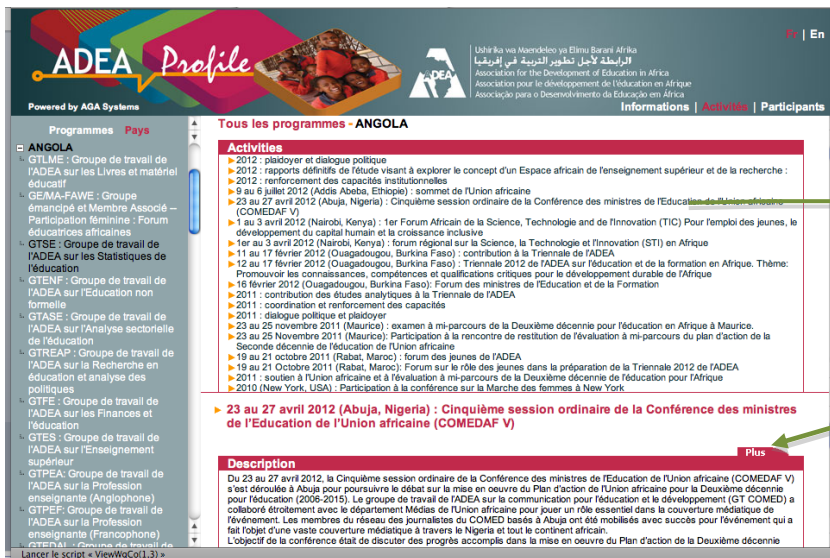 ADEA Profile
Powered by AGA Systems
ADEA
Ushirika wa Maendeleo ya Elimu Barani Afrika
الرابطة لأجل تطوير التربية في إفريقيا
Association for the Development of Education in Africa
Association pour le développement de l'éducation en Afrique
Associação para o Desenvolvimento da Educação em África
Fr | En
Informations | Activités | Participants
Programmes Pays
ANGOLA
GTLME : Groupe de travail de
l'ADEA sur les Livres et matériel
éducatif
GE/MA-FAWE : Groupe
émancipé et Membre Associé –
Participation féminine : Forum
éducatrices africaines
GTSE : Groupe de travail de
l'ADEA sur les Statistiques de
l'éducation
GTENF : Groupe de travail de
l'ADEA sur l'Education non
formelle
GTASE : Groupe de travail de
l'ADEA sur l'Analyse sectorielle
de l'éducation
GTREAP : Groupe de travail de
l'ADEA sur la Recherche en
éducation et analyse des
politiques
GTFE : Groupe de travail de
l'ADEA sur les Finances et
l'éducation
GTES : Groupe de travail de
l'ADEA sur l'Enseignement
supérieur
GTPEA: Groupe de travail de
l'ADEA sur la Profession
enseignante (Anglophone)
GTPEF: Groupe de travail de
l'ADEA sur la Profession
enseignante (Francophone)
GTEDAL : Groupe de travail de
Lancer le script « ViewWgCo(1,3) »
Tous les programmes - ANGOLA
Activities
2012 : plaidoyer et dialogue politique
2012 : rapports définitifs de l'étude visant à explorer le concept d'un Espace africain de l'enseignement supérieur et de la recherche :
2012 : renforcement des capacités institutionnelles
9 au 6 juillet 2012 (Addis Abeba, Ethiopie) : sommet de l'Union africaine
23 au 27 avril 2012 (Abuja, Nigeria) : Cinquième session ordinaire de la Conférence des ministres de l'Education de l'Union africaine
(COMEDAF V)
1 au 3 avril 2012 (Nairobi, Kenya) : 1er Forum Africain de la Science, Technologie and de l'Innovation (TIC) Pour l'emploi des jeunes, le
développement du capital humain et la croissance inclusive
1er au 3 avril 2012 (Nairobi, Kenya) : forum régional sur la Science, la Technologie et l'Innovation (STI) en Afrique
11 au 17 février 2012 (Ouagadougou, Burkina Faso) : contribution à la Triennale de l'ADEA
12 au 17 février 2012 (Ouagadougou, Burkina Faso) : Triennale 2012 de l'ADEA sur l'éducation et de la formation en Afrique. Thème:
Promouvoir les connaissances, compétences et qualifications critiques pour le développement durable de l'Afrique
16 février 2012 (Ouagadougou, Burkina Faso): Forum des ministres de l'Education et de la Formation
2011 : contribution des études analytiques à la Triennale de l'ADEA
2011 : coordination et renforcement des capacités
2011 : dialogue politique et plaidoyer
23 au 25 novembre 2011 (Maurice) : examen à mi-parcours de la Deuxième décennie pour l'éducation en Afrique à Maurice.
23 au 25 Novembre 2011 (Maurice): Participation à la rencontre de restitution de l'évaluation à mi-parcours du plan d'action de la
Seconde décennie de l'éducation de l'Union africaine
19 au 21 octobre 2011 (Rabat, Maroc) : forum des jeunes de l'ADEA
19 au 21 Octobre 2011 (Rabat, Maroc): Forum sur le rôle des jeunes dans la préparation de la Triennale 2012 de l'ADEA
2011 : soutien à l'Union africaine et à l'évaluation à mi-parcours de la Deuxième décennie de l'éducation pour l'Afrique
2010 (New York, USA) : Participation à la conférence sur la Marche des femmes à New York
23 au 27 avril 2012 (Abuja, Nigeria) : Cinquième session ordinaire de la Conférence des ministres
de l'Education de l'Union africaine (COMEDAF V)
Plus
Description
Du 23 au 27 avril 2012, la Cinquième session ordinaire de la Conférence des ministres de l'Education de l'Union africaine (COMEDAF V)
s'est déroulée à Abuja pour poursuivre le débat sur la mise en oeuvre du Plan d'action de l'Union africaine pour la Deuxième décennie
pour l'éducation (2006-2015). Le groupe de travail de l'ADEA sur la communication pour l'éducation et le développement (GT COMED) a
collaboré étroitement avec le département Médias de l'Union africaine pour jouer un rôle essentiel dans la couverture médiatique de
l'événement. Les membres du réseau des journalistes du COMED basés à Abuja ont été mobilisés avec succès pour l'événement qui a
fait l'objet d'une vaste couverture médiatique à travers le Nigeria et tout le continent africain.
L'objectif de la conférence était de discuter des progrès accomplis dans la mise en oeuvre du Plan d'action de la Deuxième décennie